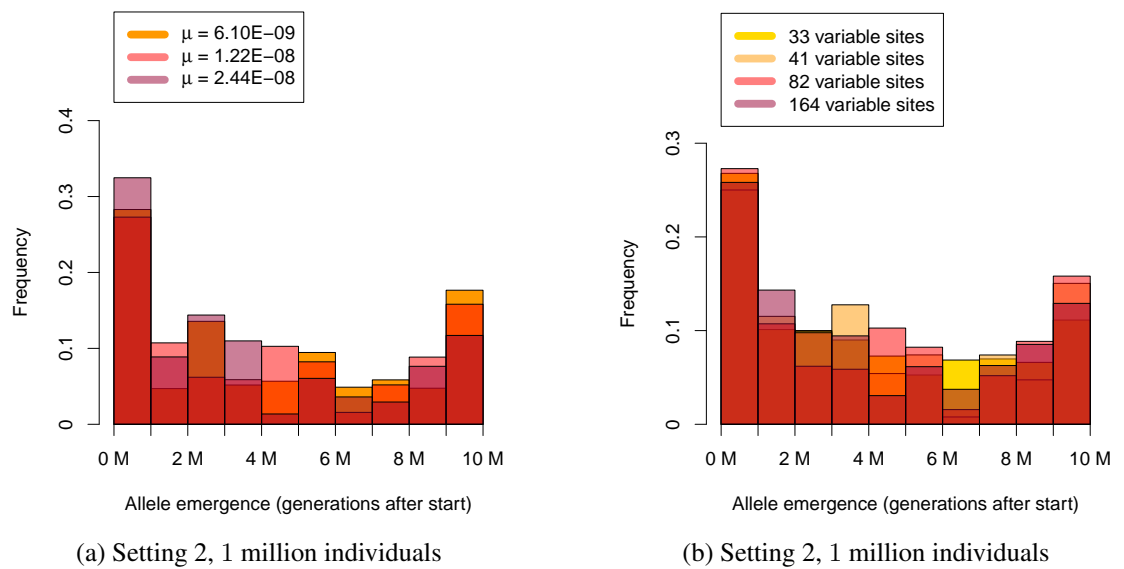 μ = 6.10E−09
μ = 1.22E−08
μ = 2.44E−08
Frequency
0.4
0.3
0.2
0.1
0
0 M
2 M
4 M
6 M
8 M
10 M
Allele emergence (generations after start)
(a) Setting 2, 1 million individuals
33 variable sites
41 variable sites
82 variable sites
164 variable sites
Frequency
0.3
0.2
0.1
0
0 M
2 M
4 M
6 M
8 M
10 M
Allele emergence (generations after start)
(b) Setting 2, 1 million individuals